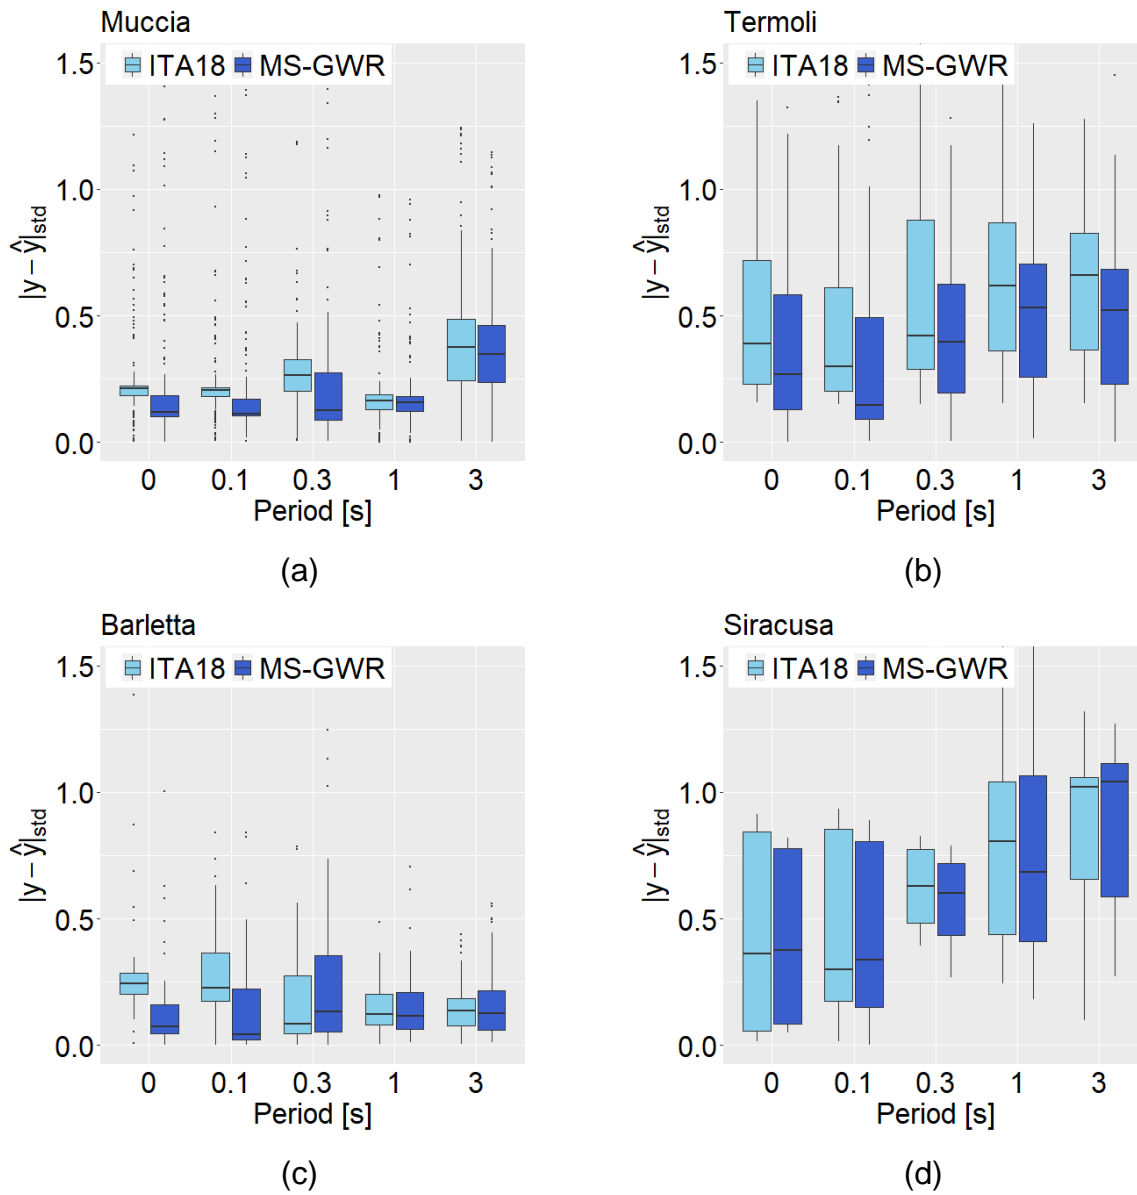 Muccia
ITA18 MS-GWR
1.5
1.0
0.5
0.0
|y − ŷ|std
0 0.1 0.3 1 3
Period [s]
(a)
Termoli
ITA18 MS-GWR
1.5
1.0
0.5
0.0
|y − ŷ|std
0 0.1 0.3 1 3
Period [s]
(b)
Barletta
ITA18 MS-GWR
1.5
1.0
0.5
0.0
|y − ŷ|std
0 0.1 0.3 1 3
Period [s]
(c)
Siracusa
ITA18 MS-GWR
1.5
1.0
0.5
0.0
|y − ŷ|std
0 0.1 0.3 1 3
Period [s]
(d)